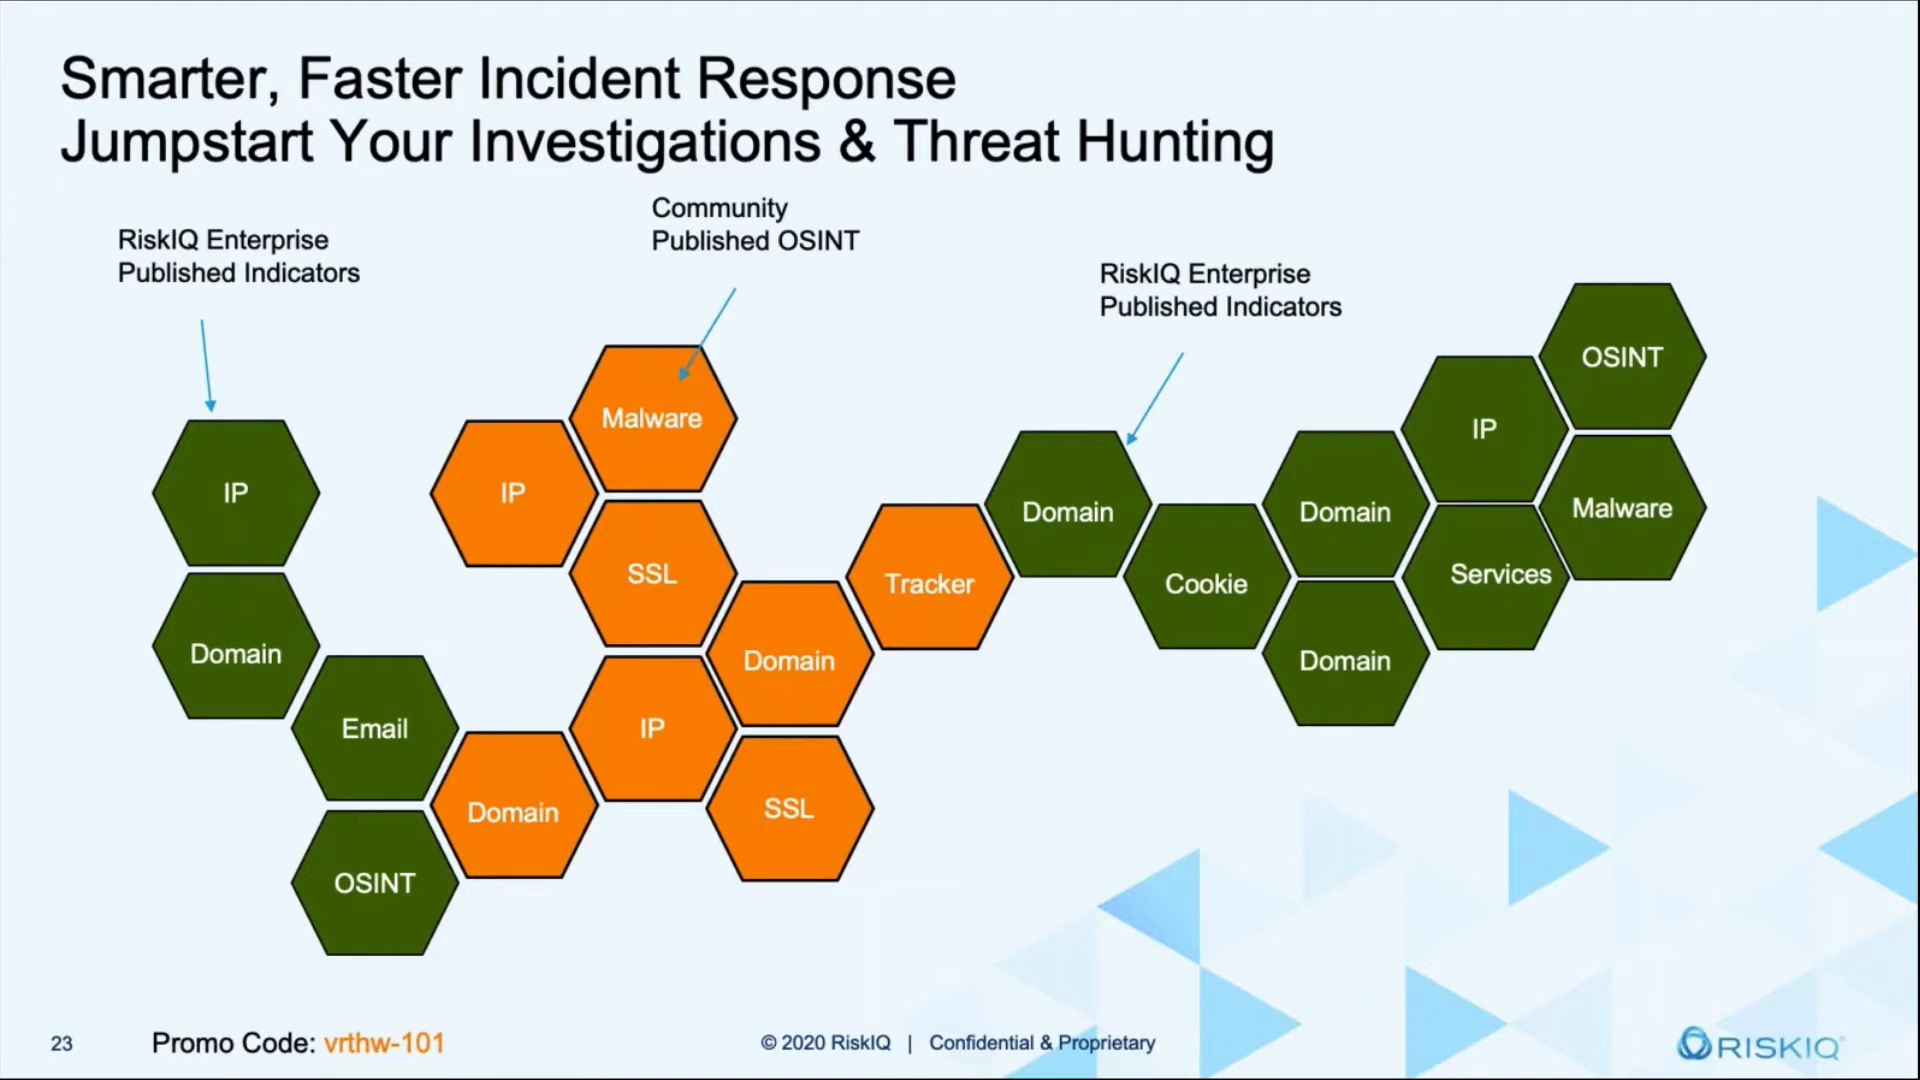 Smarter, Faster Incident Response
Jumpstart Your Investigations & Threat Hunting
RiskIQ Enterprise
Published Indicators
Community
Published OSINT
RiskIQ Enterprise
Published Indicators
IP
Domain
Email
OSINT
IP
Malware
SSL
Domain
IP
Domain
SSL
Tracker
Domain
Cookie
Domain
Domain
IP
Services
OSINT
Malware
23
Promo Code: vrthw-101
© 2020 RiskIQ | Confidential & Proprietary
RISKIQ